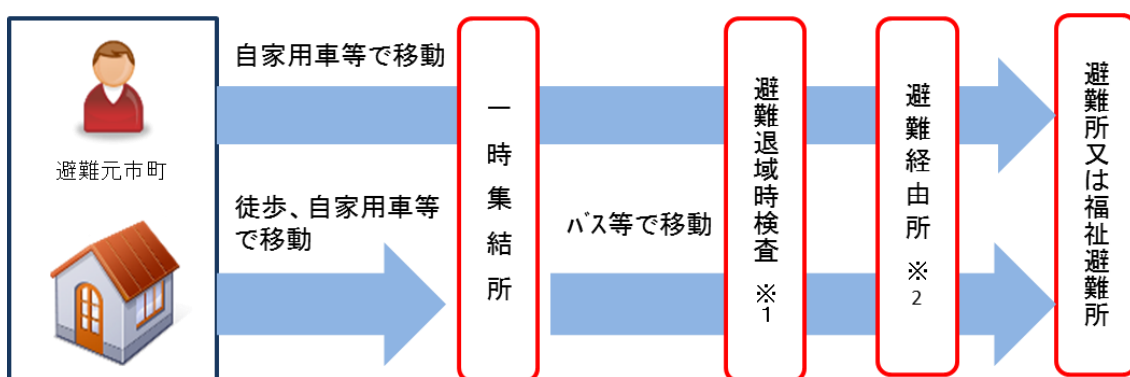 避難元市町
自家用車等で移動
徒歩、自家用車等
で移動
一時集結所
バス等で移動
避難退域時検査 ※1
避難経由所 ※2
避難所又は福祉避難所